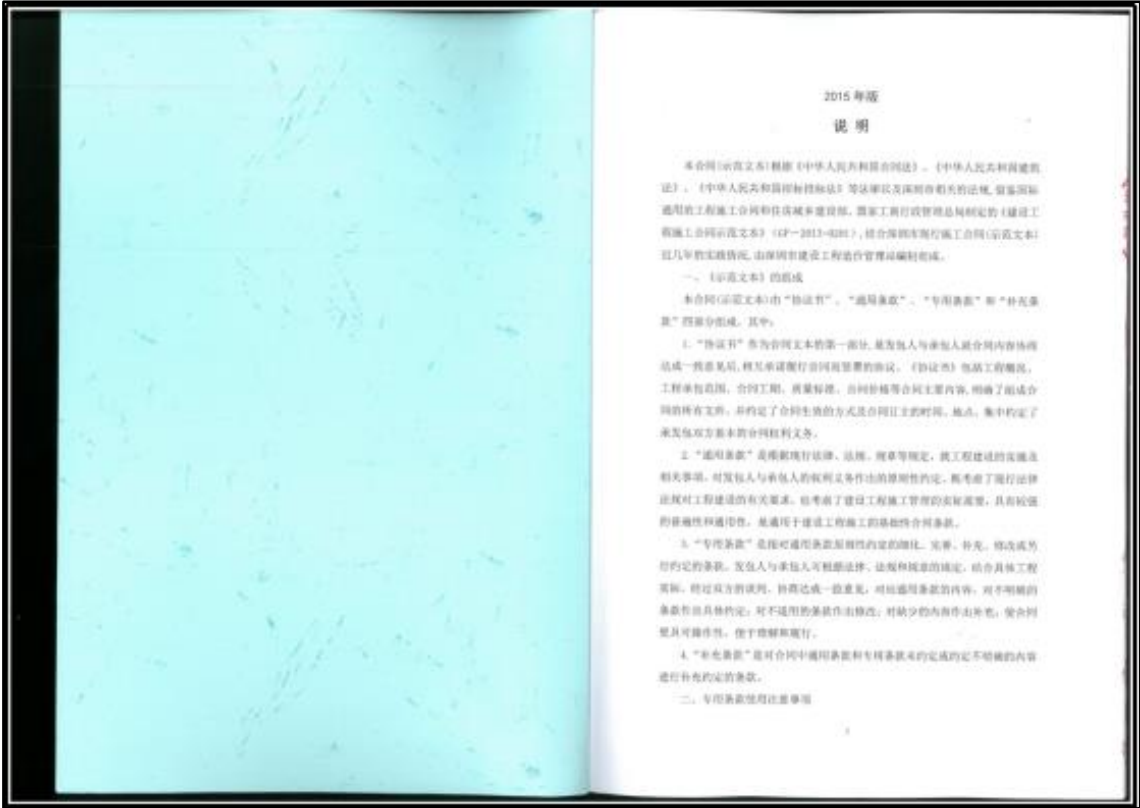 2015 年版
说 明
本合同(示范文本)根据《中华人民共和国合同法》、《中华人民共和国建筑
法》、《中华人民共和国招标投标法》等法律以及深圳市相关的法规,借鉴国际
通用的工程施工合同和住房城乡建设部、国家工商行政管理总局制定的《建设工
程施工合同示范文本》(GF-2013-0201),结合深圳市现行施工合同(示范文本)
近几年的实践情况,由深圳市建设工程造价管理站编制而成。
一、《示范文本》的组成
本合同(示范文本)由“协议书”、“通用条款”、“专用条款”和“补充条
款”四部分组成。其中:
1.“协议书”作为合同文本的第一部分,是发包人与承包人就合同内容协商
达成一致意见后,相互承诺履行合同而签署的协议。《协议书》包括工程概况、
工程承包范围、合同工期、质量标准、合同价格等合同主要内容,明确了组成合
同的所有文件,并约定了合同生效的方式及合同订立的时间、地点,集中约定了
承发包双方基本的合同权利义务。
2.“通用条款”是根据现行法律、法规、规章等规定,就工程建设的实施及
相关事项,对发包人与承包人的权利义务作出的原则性约定。既考虑了现行法律
法规对工程建设的有关要求,也考虑了建设工程施工管理的实际需要,具有较强
的普遍性和通用性,是通用于建设工程施工的基础性合同条款。
3.“专用条款”是指对通用条款原则性约定的细化、完善、补充、修改或另
行约定的条款。发包人与承包人可根据法律、法规和规章的规定,结合具体工程
实际,经过双方的谈判、协商达成一致意见,对应通用条款的内容,对不明确的
条款作出具体约定;对不适用的条款作出修改;对缺少的内容作出补充,使合同
更具可操作性,便于理解和履行。
4.“补充条款”是对合同中通用条款和专用条款未约定或约定不明确的内容
进行补充约定的条款。
二、专用条款使用注意事项